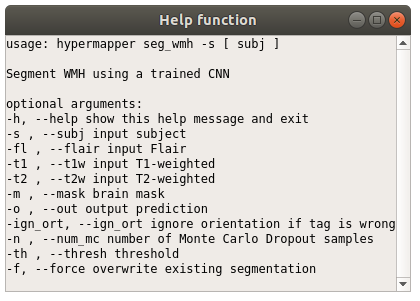 Help function
usage: hypermapper seg_wmh -s [ subj ]
Segment WMH using a trained CNN
optional arguments:
-h, --help show this help message and exit
-s , --subj input subject
-fl , --flair input Flair
-t1 , --t1w input T1-weighted
-t2 , --t2w input T2-weighted
-m , --mask brain mask
-o , --out output prediction
-ign_ort, --ign_ort ignore orientation if tag is wrong
-n , --num_mc number of Monte Carlo Dropout samples
-th , --thresh threshold
-f, --force overwrite existing segmentation